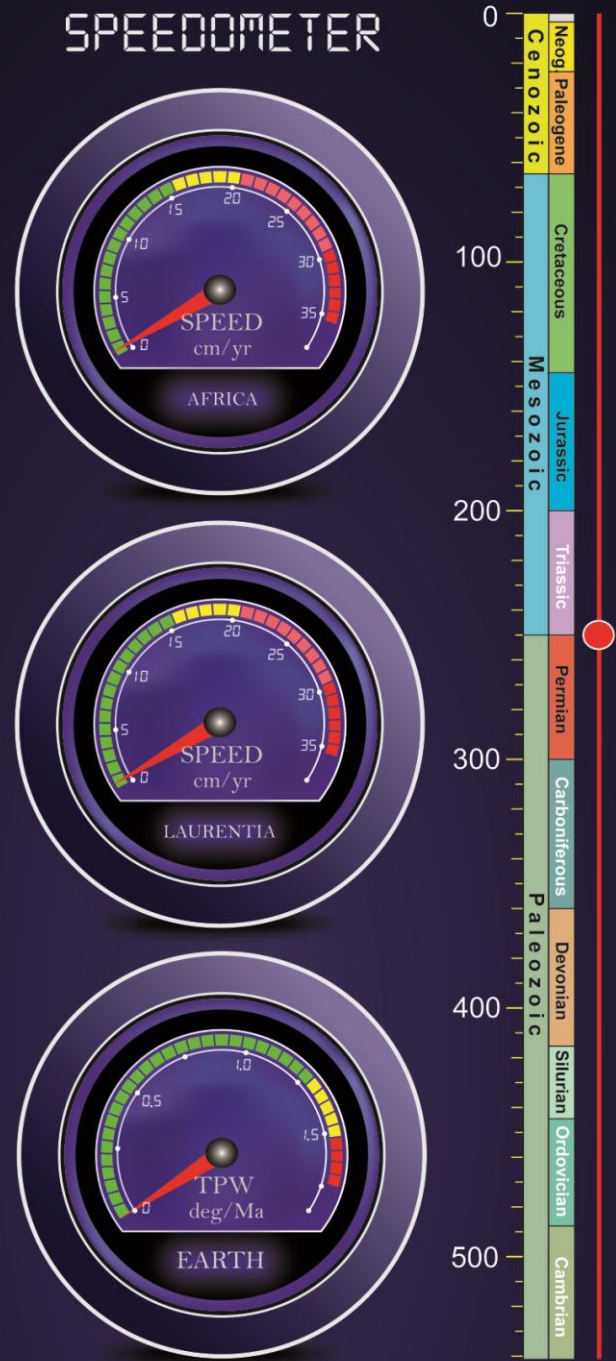 SPEEDOMETER
0
5
10
15
20
25
30
35
SPEED
cm/yr
AFRICA
0
5
10
15
20
25
30
35
SPEED
cm/yr
LAURENTIA
0
0.5
1.0
1.5
TPW
deg/Ma
EARTH
0
100
200
300
400
500
Cenozoic
Mesozoic
Paleozoic
Neog.
Paleogene
Cretaceous
Jurassic
Triassic
Permian
Carboniferous
Devonian
Silurian
Ordovician
Cambrian